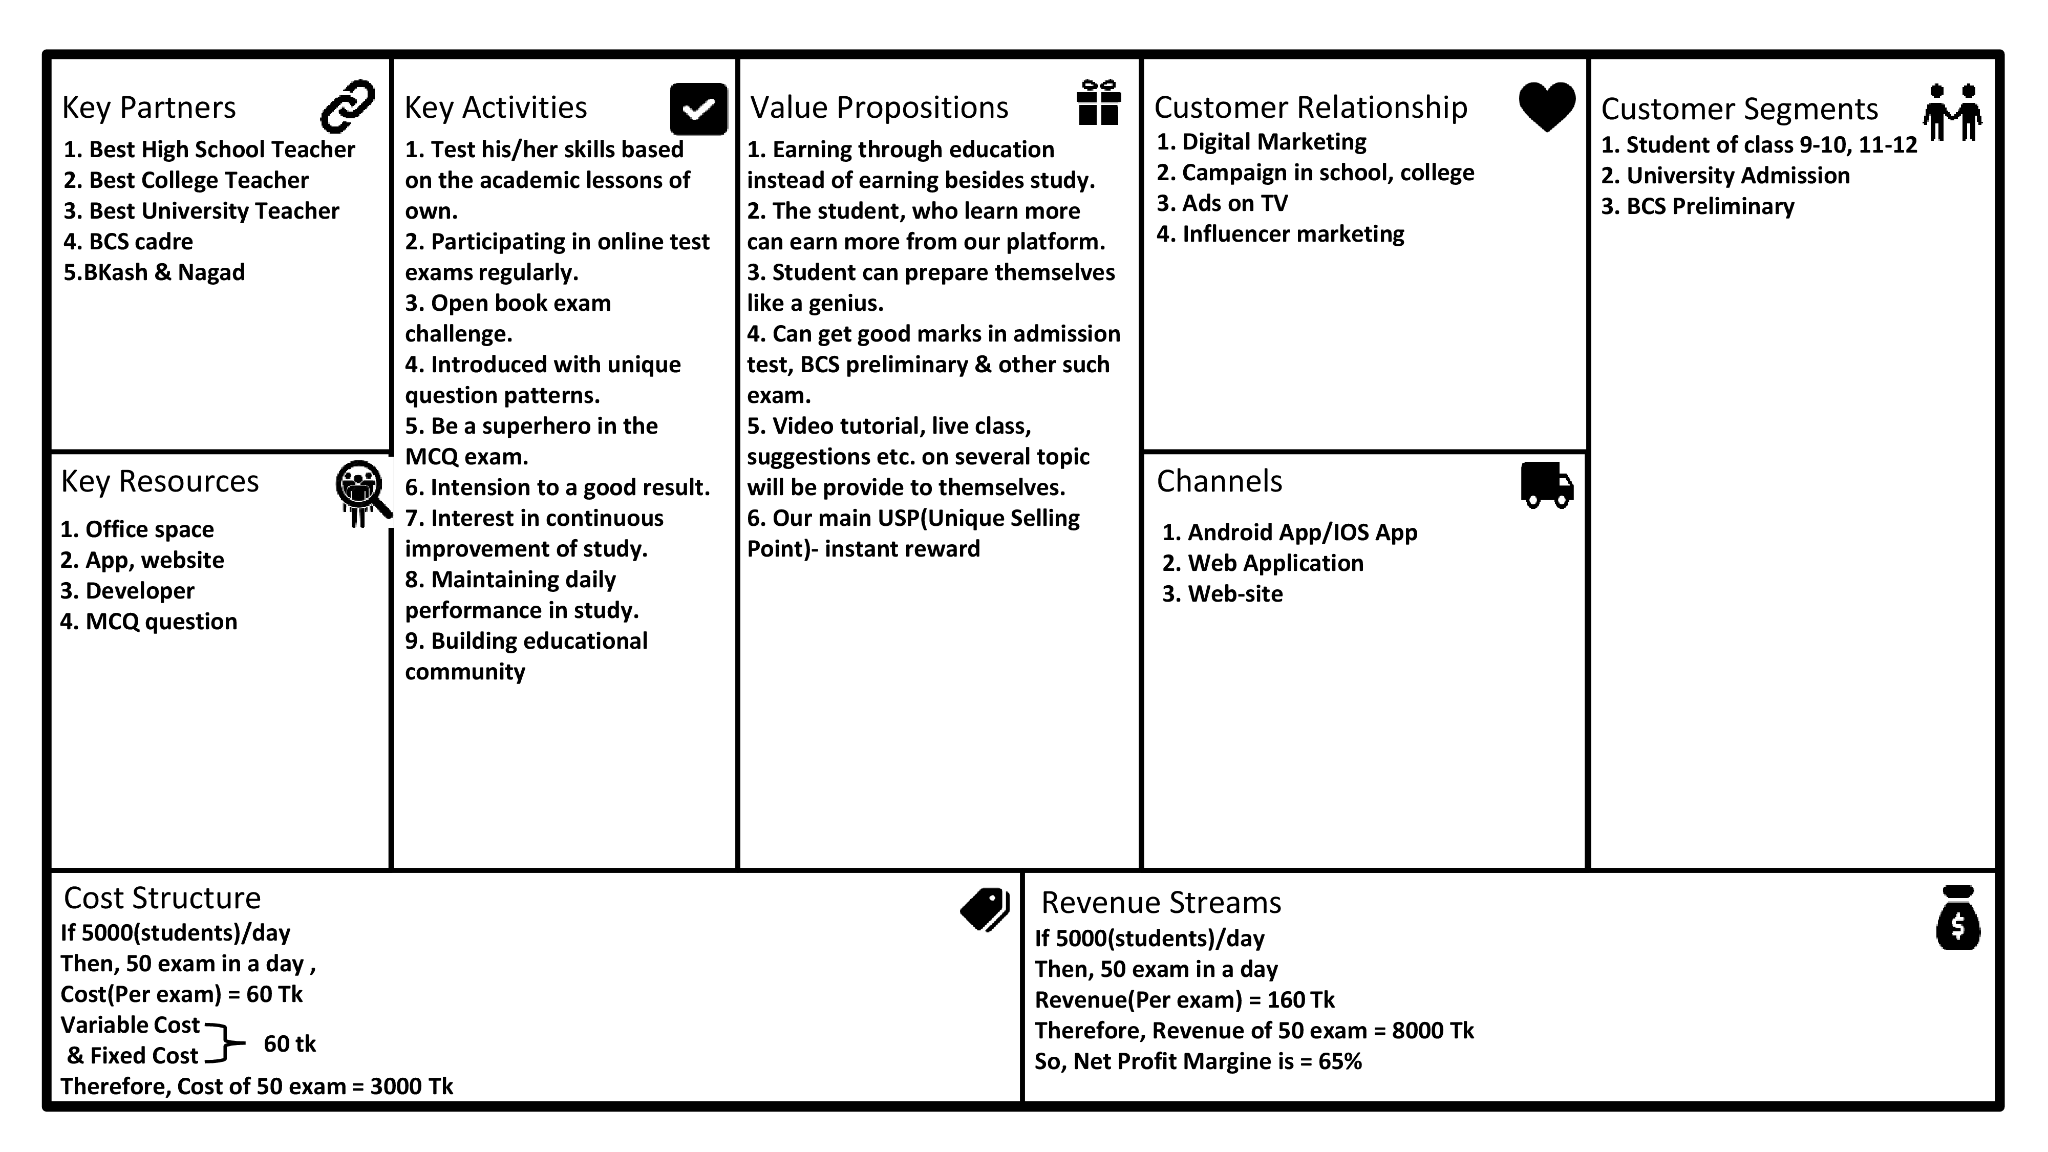 Key Partners
1. Best High School Teacher
2. Best College Teacher
3. Best University Teacher
4. BCS cadre
5.BKash & Nagad
Key Resources
1. Office space
2. App, website
3. Developer
4. MCQ question
Key Activities
1. Test his/her skills based
on the academic lessons of
own.
2. Participating in online test
exams regularly.
3. Open book exam
challenge.
4. Introduced with unique
question patterns.
5. Be a superhero in the
MCQ exam.
6. Intension to a good result.
7. Interest in continuous
improvement of study.
8. Maintaining daily
performance in study.
9. Building educational
community
Value Propositions
1. Earning through education
instead of earning besides study.
2. The student, who learn more
can earn more from our platform.
3. Student can prepare themselves
like a genius.
4. Can get good marks in admission
test, BCS preliminary & other such
exam.
5. Video tutorial, live class,
suggestions etc. on several topic
will be provide to themselves.
6. Our main USP(Unique Selling
Point)- instant reward
Customer Relationship
1. Digital Marketing
2. Campaign in school, college
3. Ads on TV
4. Influencer marketing
Channels
1. Android App/IOS App
2. Web Application
3. Web-site
Customer Segments
1. Student of class 9-10, 11-12
2. University Admission
3. BCS Preliminary
Cost Structure
If 5000(students)/day
Then, 50 exam in a day ,
Cost(Per exam) = 60 Tk
Variable Cost
& Fixed Cost
60 tk
Therefore, Cost of 50 exam = 3000 Tk
Revenue Streams
$
If 5000(students)/day
Then, 50 exam in a day
Revenue(Per exam) = 160 Tk
Therefore, Revenue of 50 exam = 8000 Tk
So, Net Profit Margine is = 65%